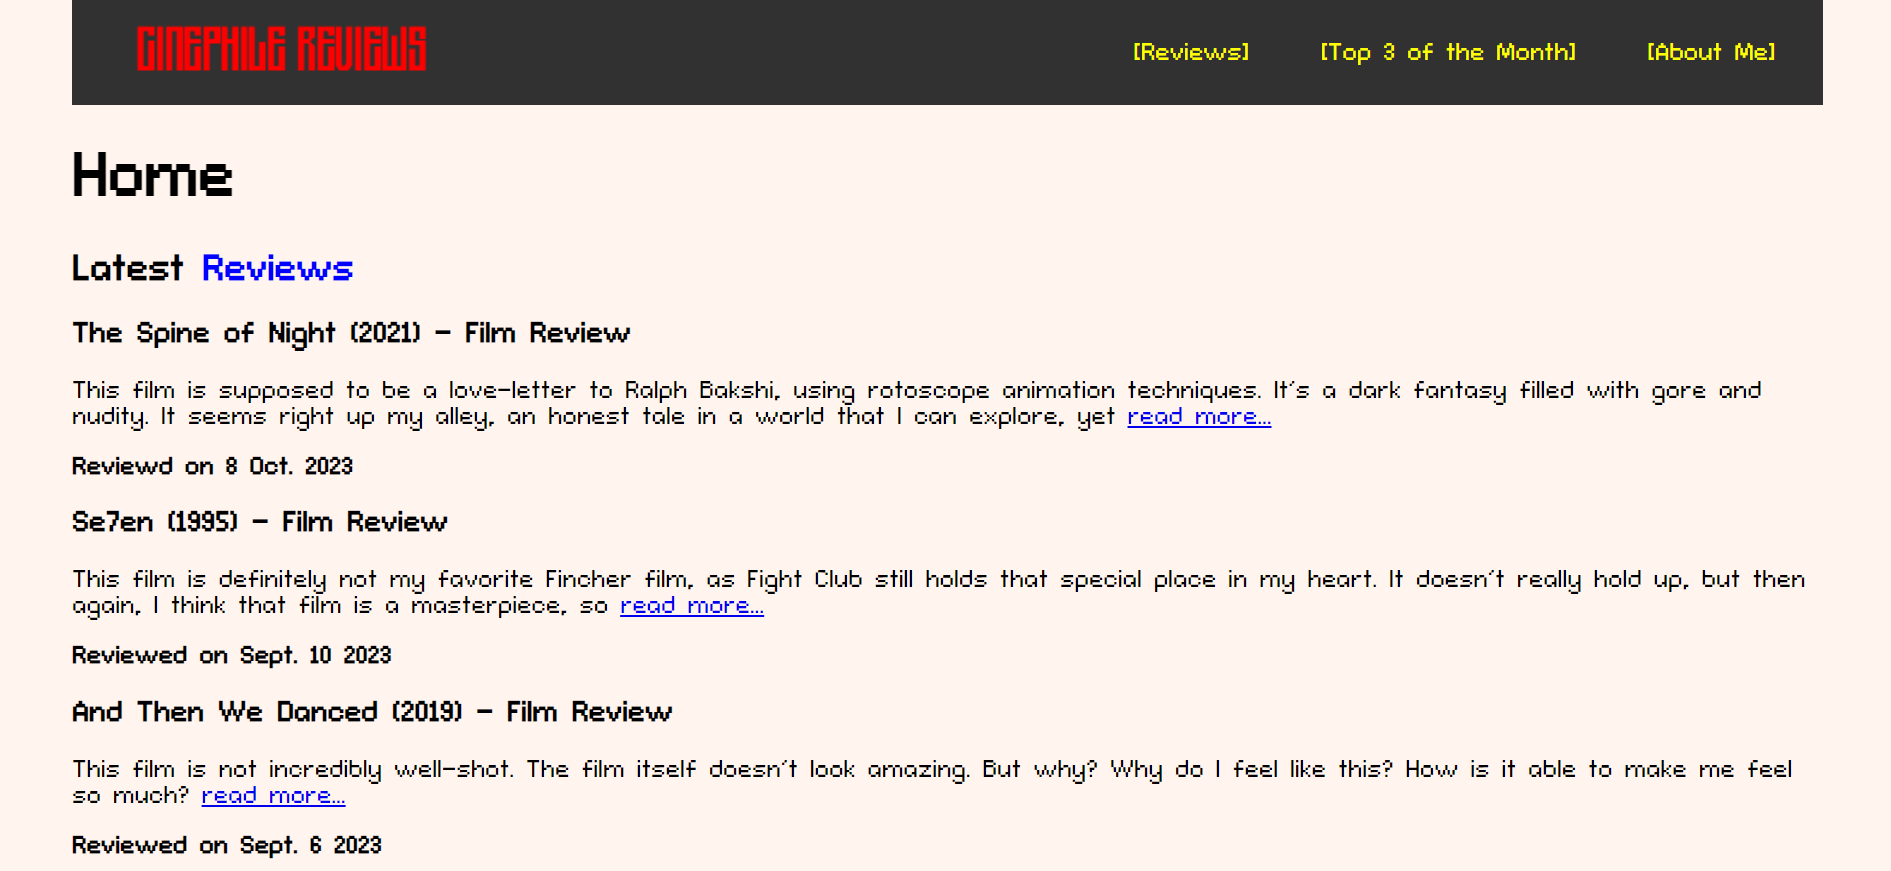 CINEPHILE REVIEWS
[Reviews] [Top 3 of the Month] [About Me]
Home
Latest Reviews
The Spine of Night (2021) - Film Review
This film is supposed to be a love-letter to Ralph Bakshi, using rotoscope animation techniques. It's a dark fantasy filled with gore and
nudity. It seems right up my alley, an honest tale in a world that I can explore, yet read more...
Reviewd on 8 Oct. 2023
Se7en (1995) - Film Review
This film is definitely not my favorite Fincher film, as Fight Club still holds that special place in my heart. It doesn't really hold up, but then
again, I think that film is a masterpiece, so read more...
Reviewed on Sept. 10 2023
And Then We Danced (2019) - Film Review
This film is not incredibly well-shot. The film itself doesn't look amazing. But why? Why do I feel like this? How is it able to make me feel
so much? read more...
Reviewed on Sept. 6 2023